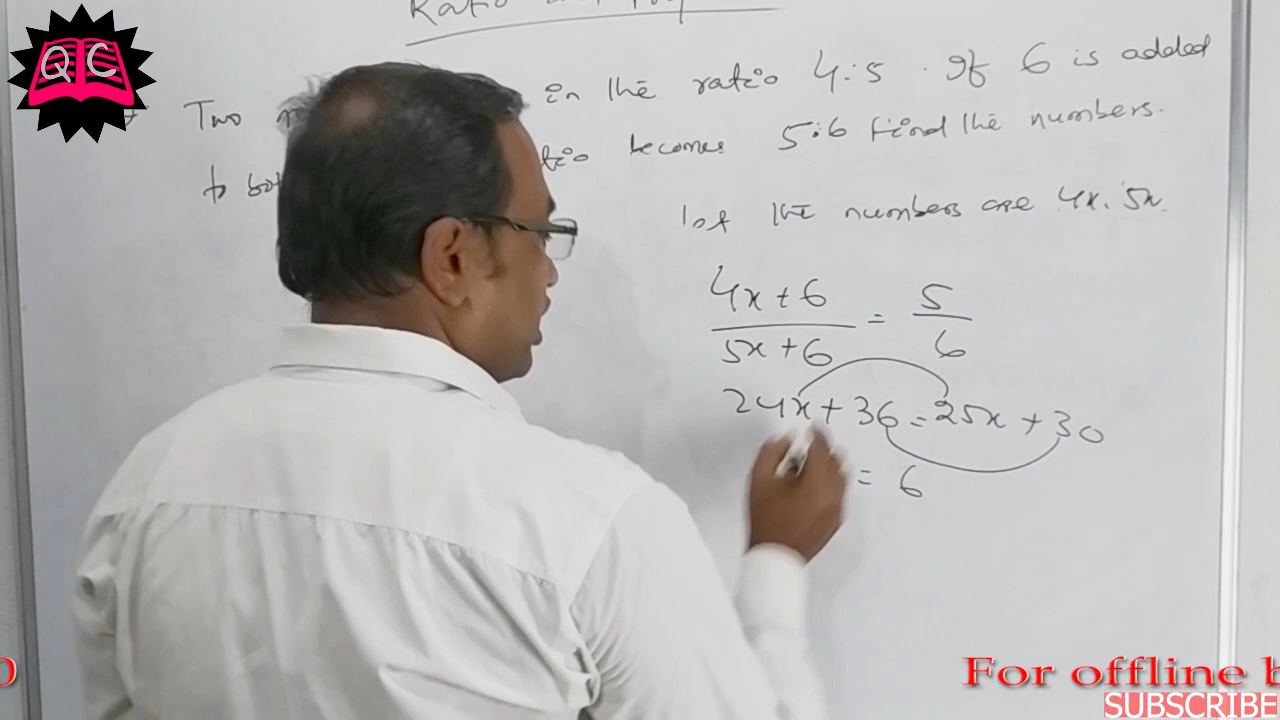 QC
Two in the ratio 4:5 . If 6 is added
to becomes 5:6 find the numbers.
let the numbers are 4x, 5x.
4x + 6 / 5x + 6 = 5 / 6
24x + 36 = 25x + 30
= 6
For offline
SUBSCRIBE